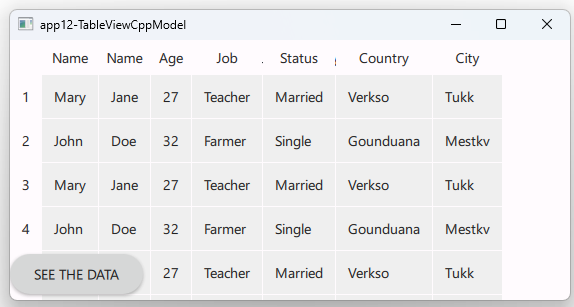 app12-TableViewCppModel
Name Name Age Job Status Country City
1 Mary Jane 27 Teacher Married Verkso Tukk
2 John Doe 32 Farmer Single Gounduana Mestkv
3 Mary Jane 27 Teacher Married Verkso Tukk
4 John Doe 32 Farmer Single Gounduana Mestkv
SEE THE DATA 27 Teacher Married Verkso Tukk